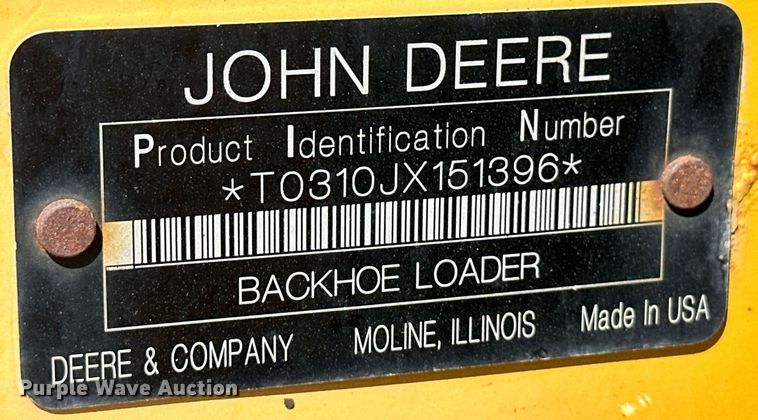 JOHN DEERE
Product Identification Number
*T0310JX151396*
BACKHOE LOADER
DEERE & COMPANY MOLINE, ILLINOIS Made In USA
Purple Wave Auction